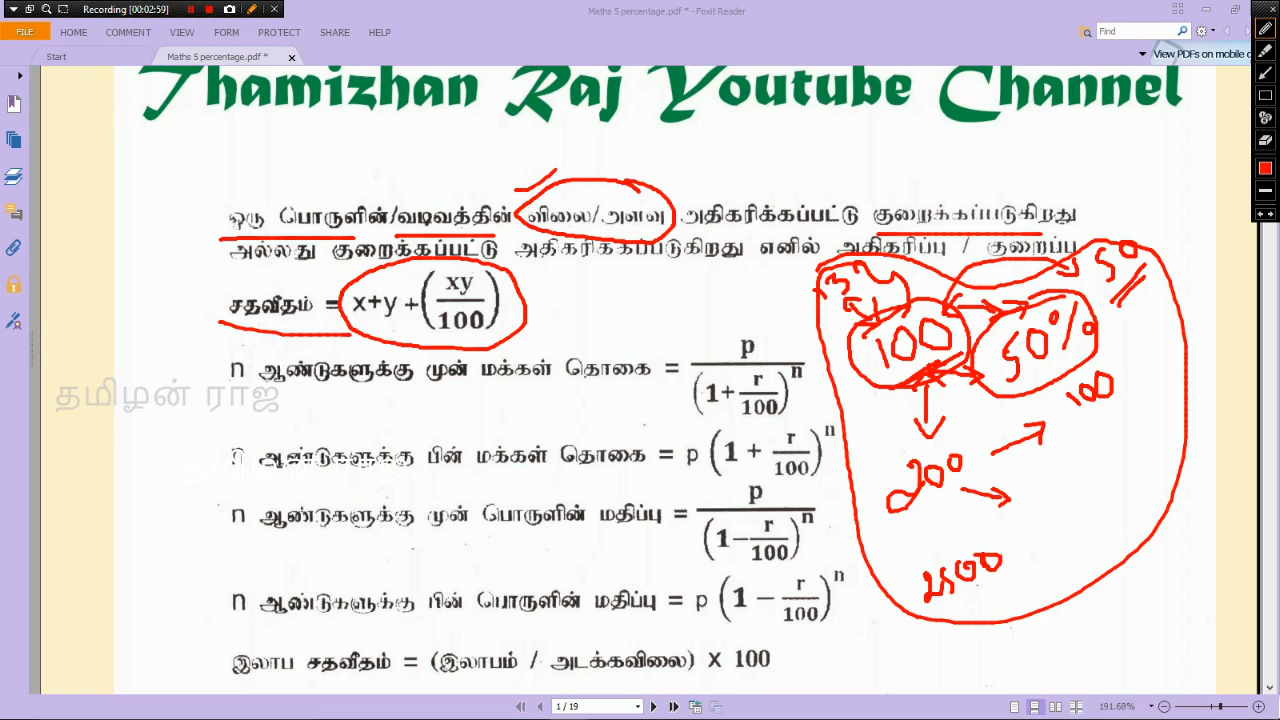 Recording [00:02:59]
Maths 5 percentage.pdf * - Foxit Reader
FILE HOME COMMENT VIEW FORM PROTECT SHARE HELP
Find
Start Maths 5 percentage.pdf *
View PDFs on mobile
Thamizhan Raj Youtube Channel
ஒரு பொருளின்/வடிவத்தின் விலை/அளவு அதிகரிக்கப்பட்டு குறைக்கப்படுகிறது
அல்லது குறைக்கப்பட்டு அதிகரிக்கப்படுகிறது எனில் அதிகரிப்பு / குறைப்பு
சதவீதம் = x+y +(xy/100)
n ஆண்டுகளுக்கு முன் மக்கள் தொகை = p/(1+r/100)^n
தமிழன் ராஜ்
n ஆண்டுகளுக்கு பின் மக்கள் தொகை = p (1 + r/100)^n
n ஆண்டுகளுக்கு முன் பொருளின் மதிப்பு = p/(1−r/100)^n
n ஆண்டுகளுக்கு பின் பொருளின் மதிப்பு = p (1 − r/100)^n
இலாப சதவீதம் = (இலாபம் / அடக்கவிலை) X 100
50
100 50%
100
200
2500
1 / 19
191.68%